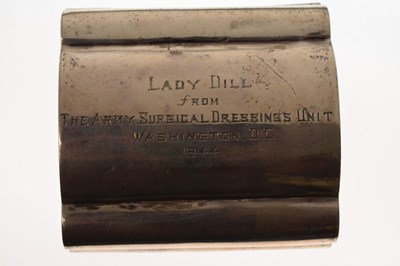 LADY DILL
FROM
THE ARMY SURGICAL DRESSINGS UNIT
WASHINGTON D.C.
1944